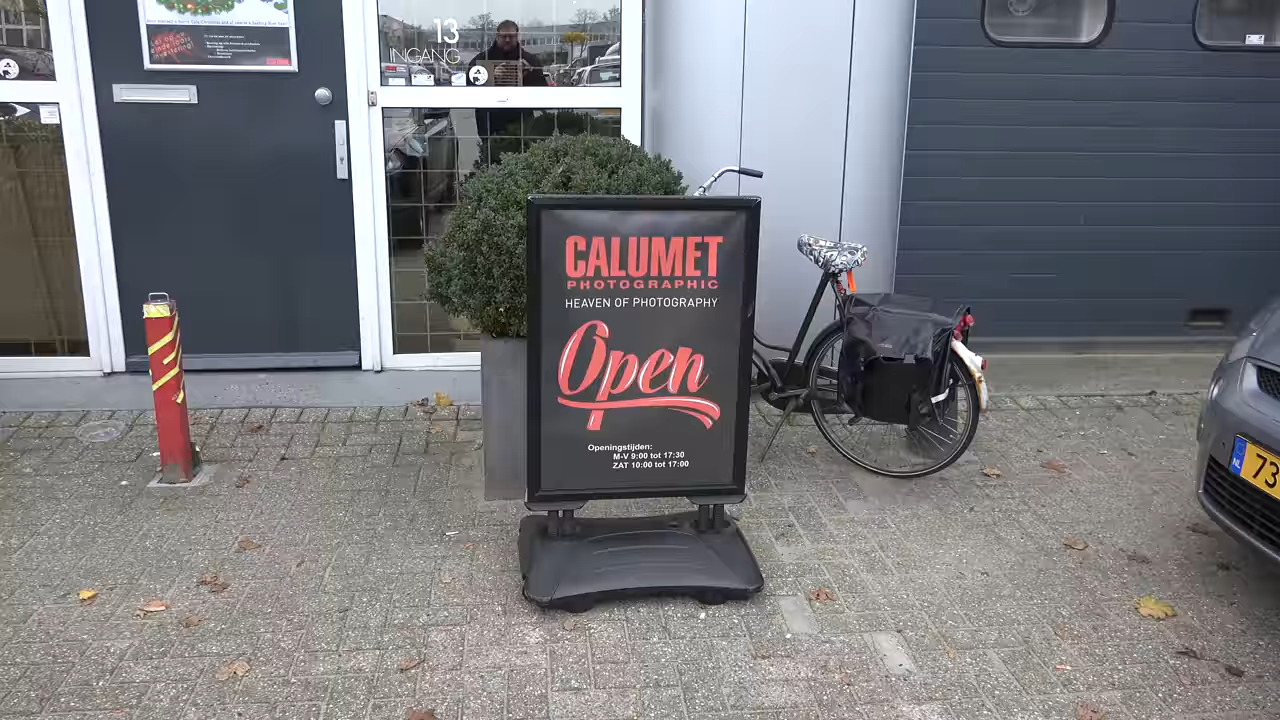 13
INGANG
CALUMET
PHOTOGRAPHIC
HEAVEN OF PHOTOGRAPHY
Open
Openingstijden:
M-V 9:00 tot 17:30
ZAT 10:00 tot 17:00
NL
73